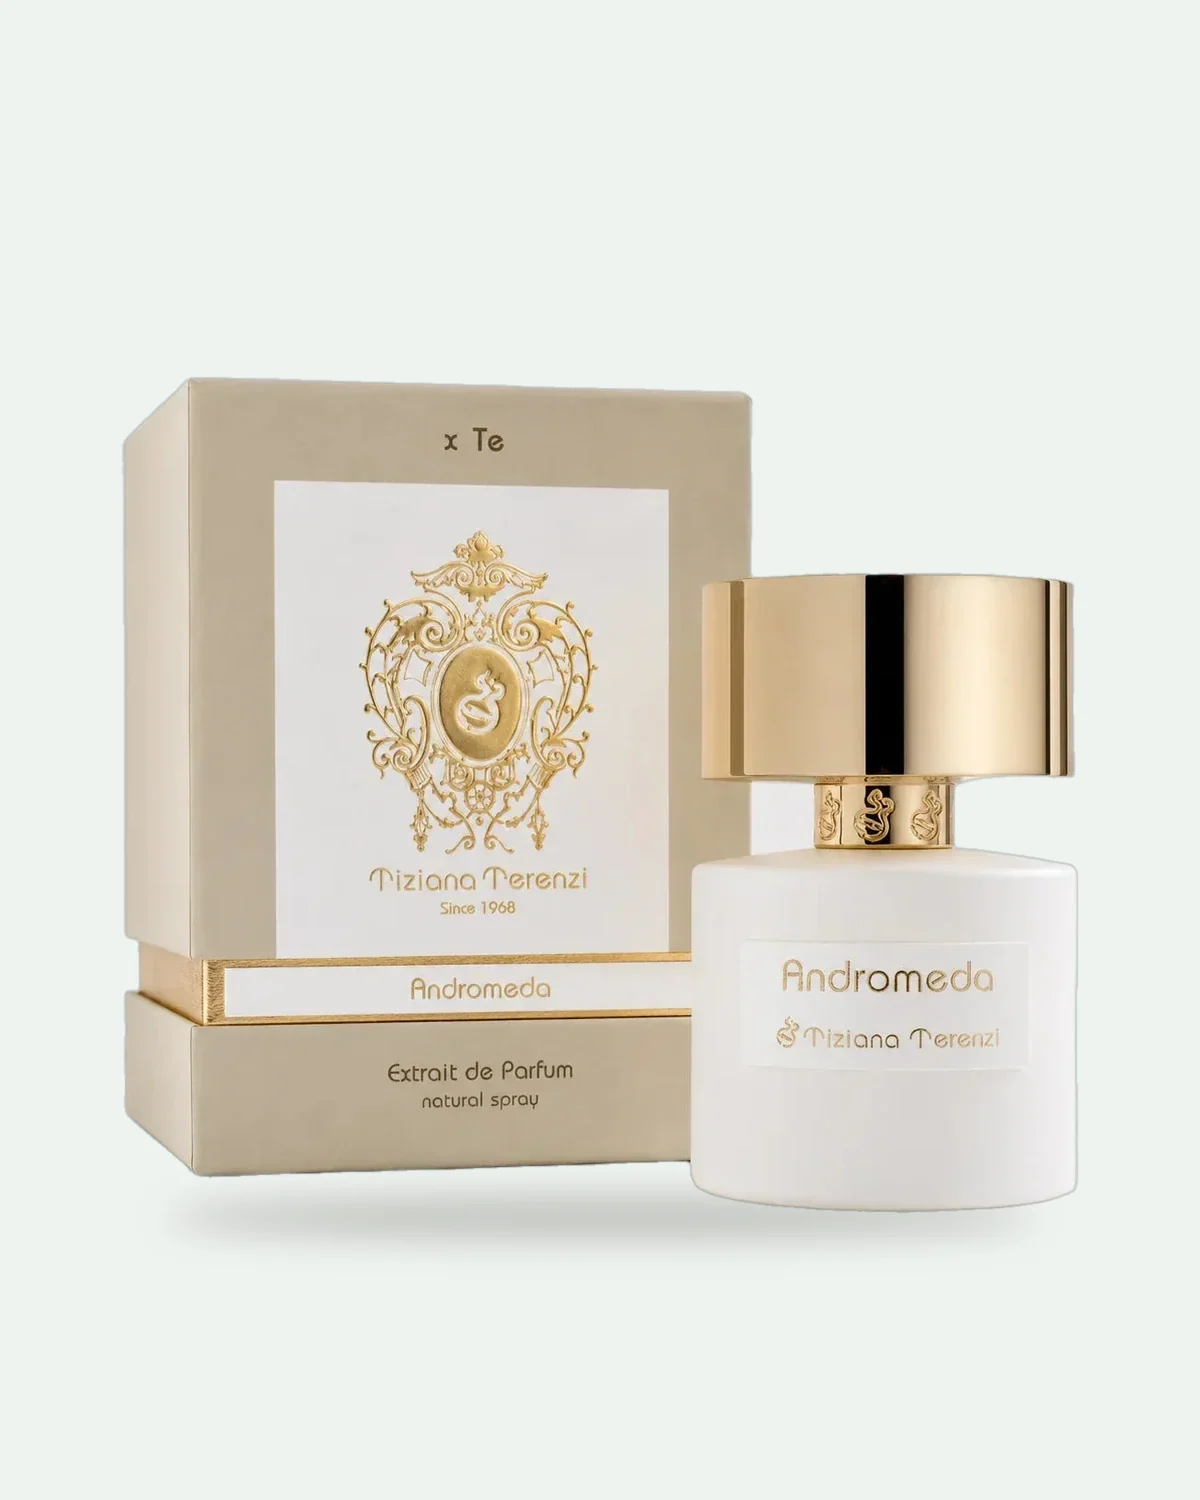 x Te
Tiziana Terenzi
Since 1968
Andromeda
Extrait de Parfum
natural spray
Andromeda
Tiziana Terenzi